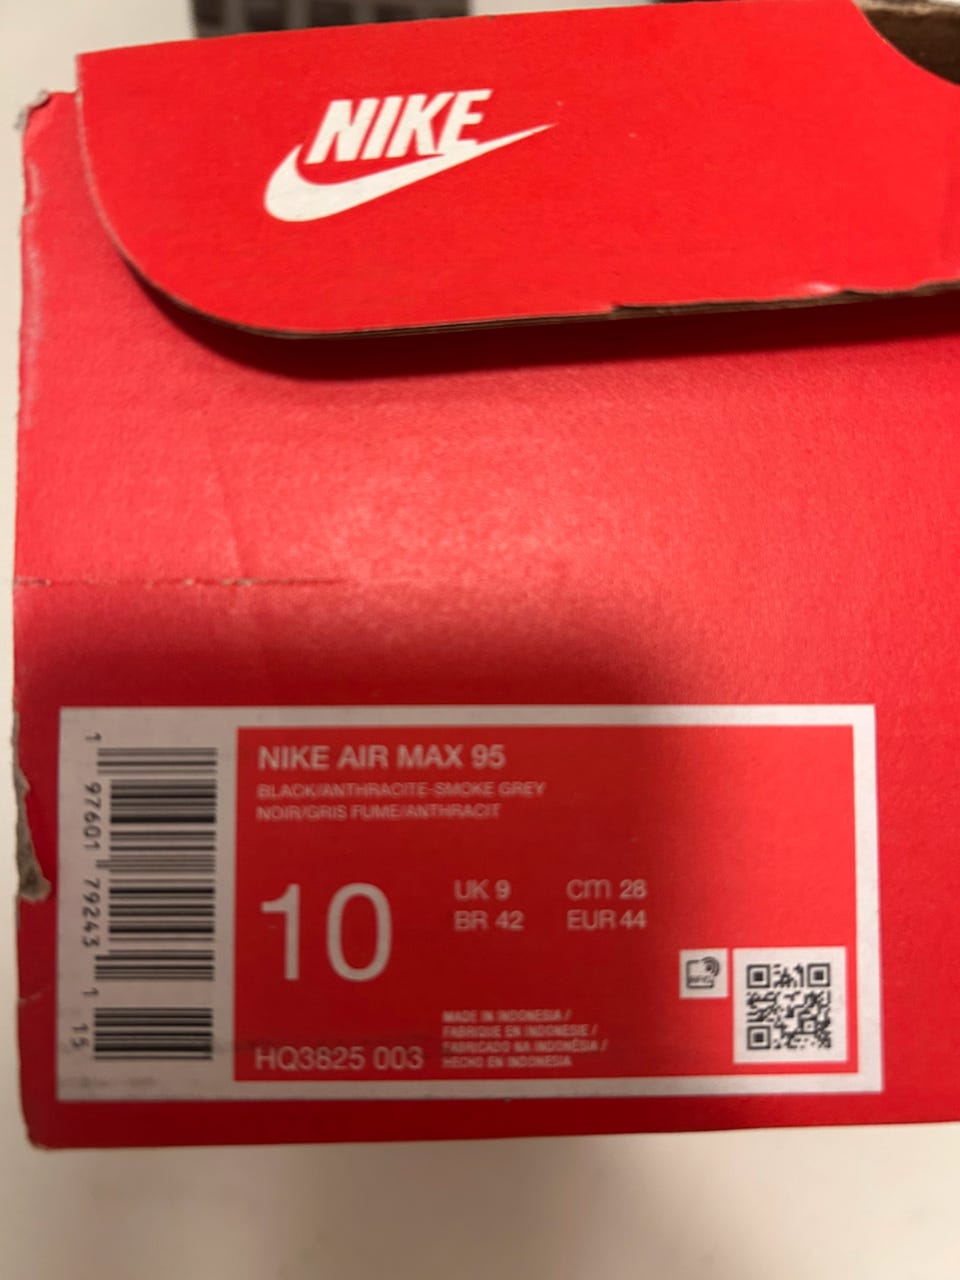 NIKE
NIKE AIR MAX 95
BLACK/ANTHRACITE-SMOKE GREY
NOIR/GRIS FUME/ANTHRACIT
10
UK 9
cm 28
BR 42
EUR 44
MADE IN INDONESIA /
FABRIQUE EN INDONESIE /
FABRICADO NA INDONÉSIA /
HECHO EN INDONESIA
HQ3825 003
1 97601 79243 1 15